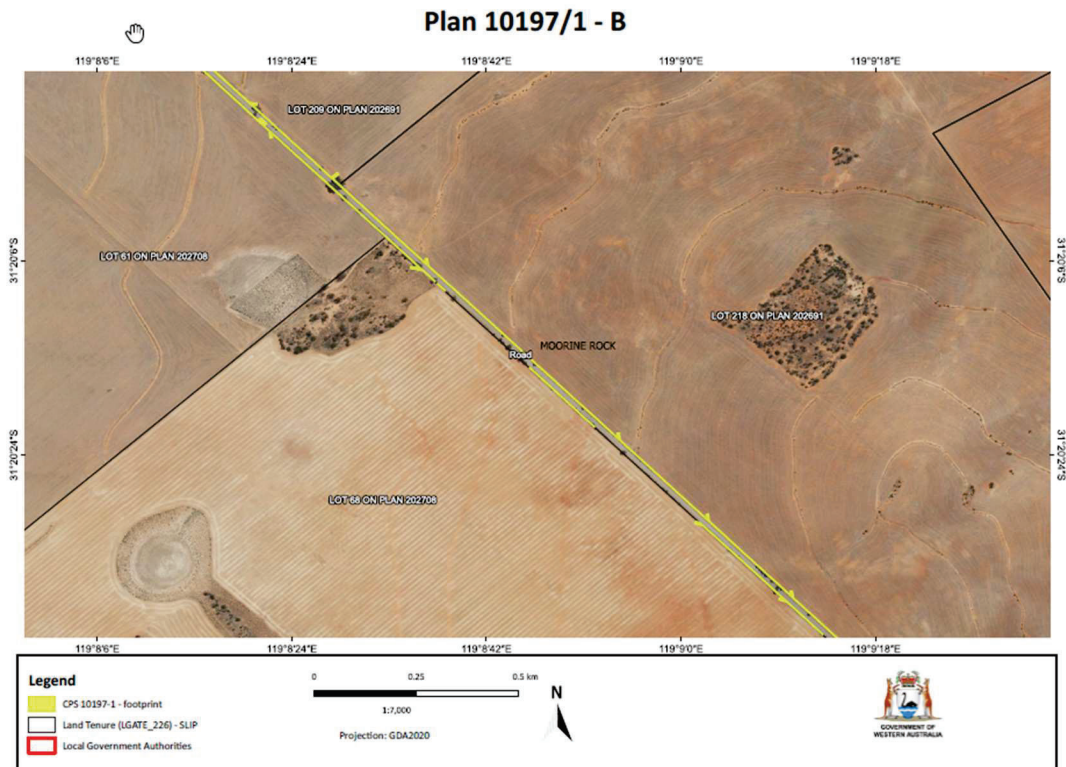 Plan 10197/1 - B
119°8'6"E 119°8'24"E 119°8'42"E 119°9'0"E 119°9'18"E
LOT 209 ON PLAN 202691
31°20'6"S
LOT 61 ON PLAN 202708
31°20'6"S
LOT 218 ON PLAN 202691
MOORINE ROCK
Road
31°20'24"S
31°20'24"S
LOT 68 ON PLAN 202708
119°8'6"E 119°8'24"E 119°8'42"E 119°9'0"E 119°9'18"E
Legend
CPS 10197-1 - footprint
Land Tenure (LGATE_226) - SLIP
Local Government Authorities
0 0.25 0.5 km
1:7,000
Projection: GDA2020
N
GOVERNMENT OF
WESTERN AUSTRALIA